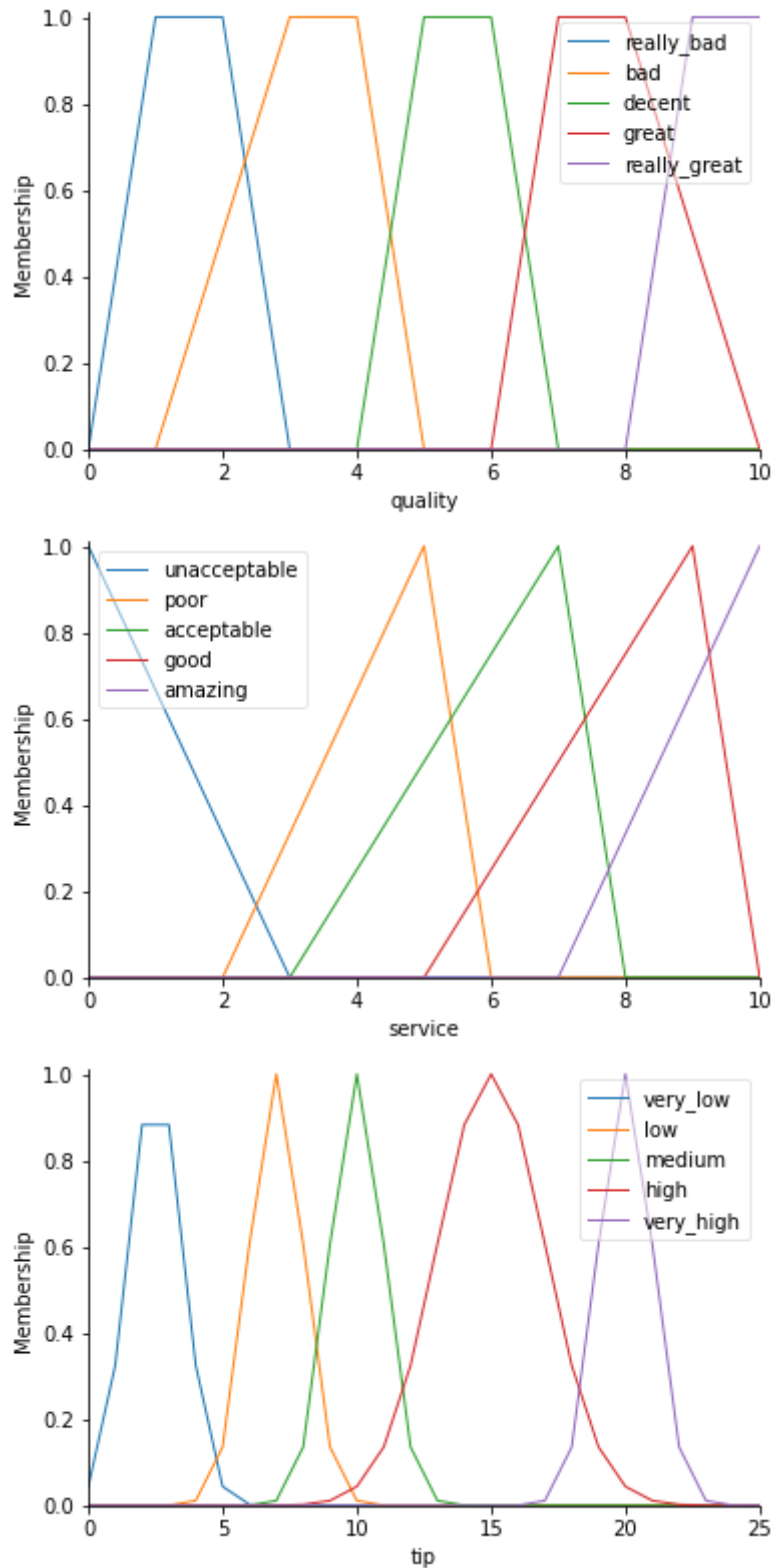 1.0
0.8
0.6
0.4
0.2
0.0
Membership
really_bad
bad
decent
great
really_great
0 2 4 6 8 10
quality
1.0
0.8
0.6
0.4
0.2
0.0
Membership
unacceptable
poor
acceptable
good
amazing
0 2 4 6 8 10
service
1.0
0.8
0.6
0.4
0.2
0.0
Membership
very_low
low
medium
high
very_high
0 5 10 15 20 25
tip